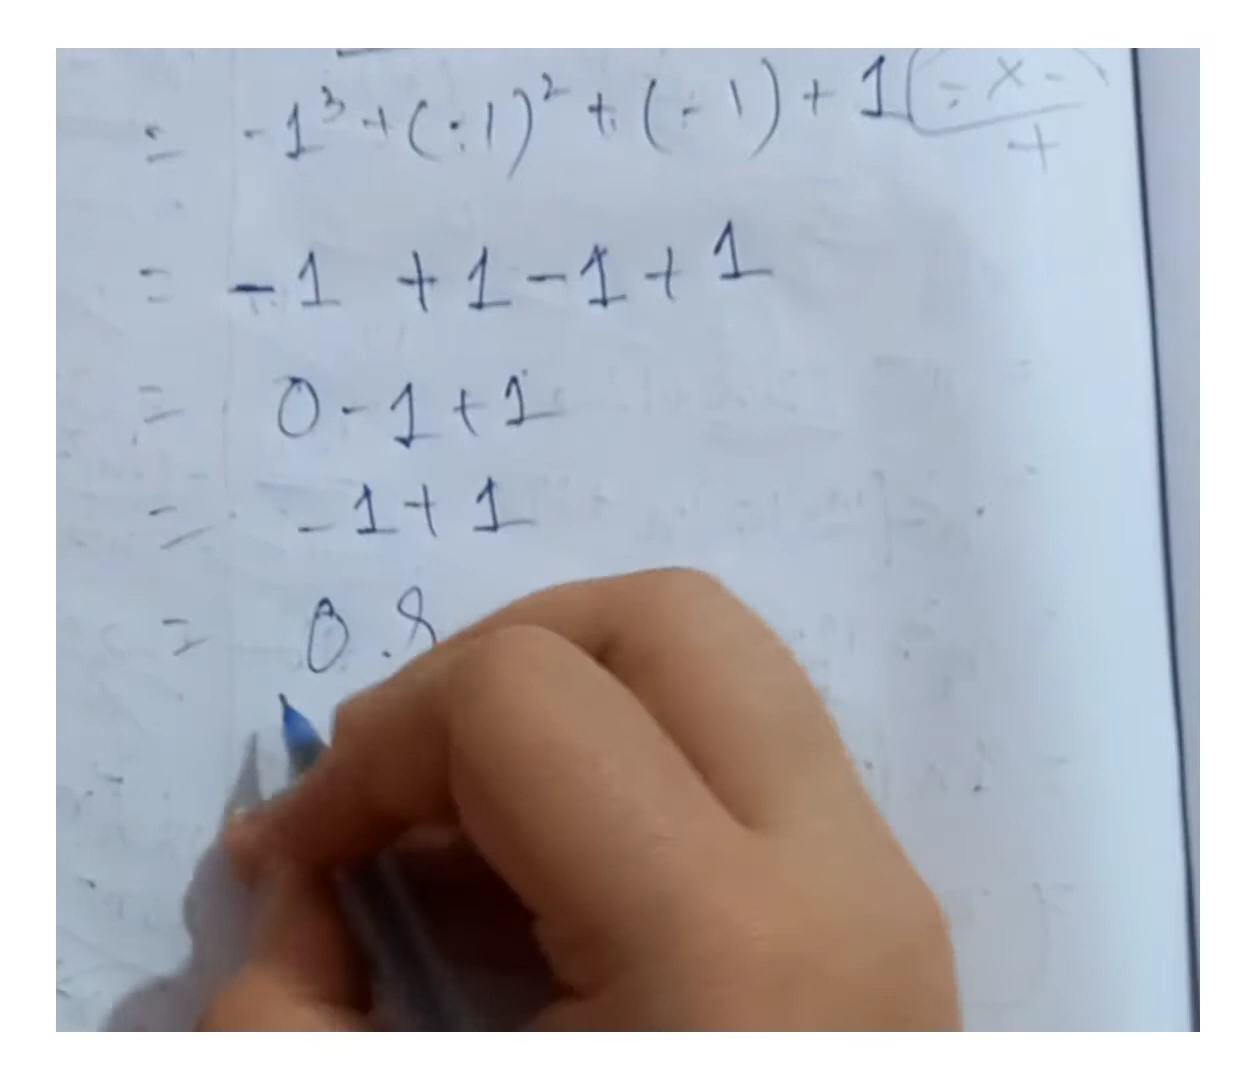 = -1³ + (-1)² + (-1) + 1 (- x - / +
= -1 + 1 - 1 + 1
= 0 - 1 + 1
= -1 + 1
= 0.